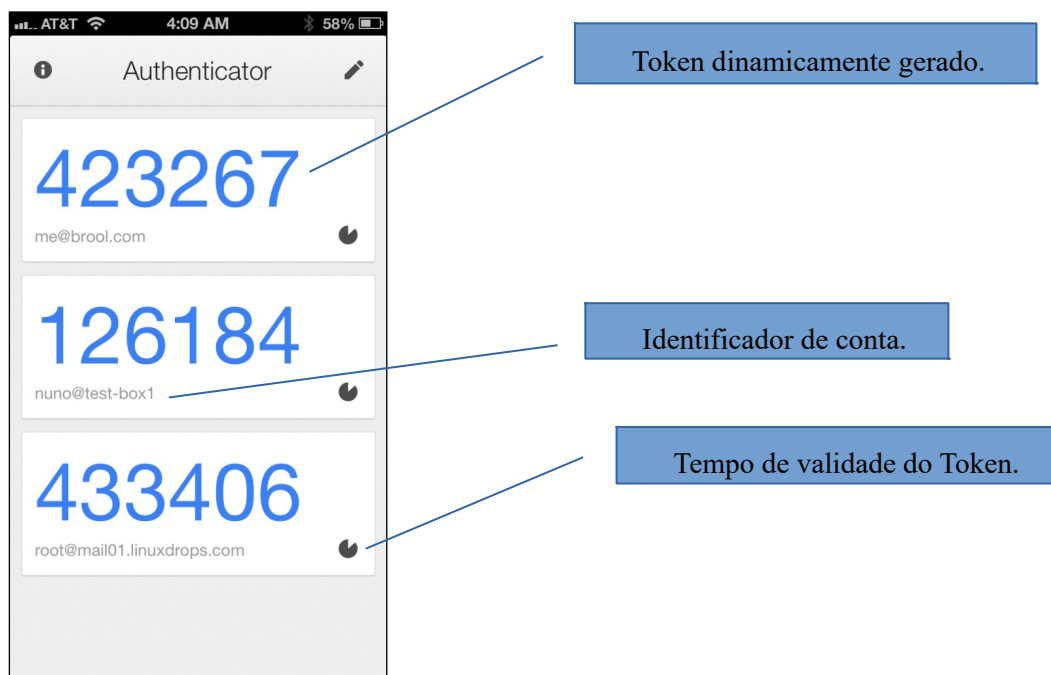 AT&T 4:09 AM 58%
Authenticator
Token dinamicamente gerado.
423267
me@brool.com
126184
Identificador de conta.
nuno@test-box1
433406
Tempo de validade do Token.
root@mail01.linuxdrops.com